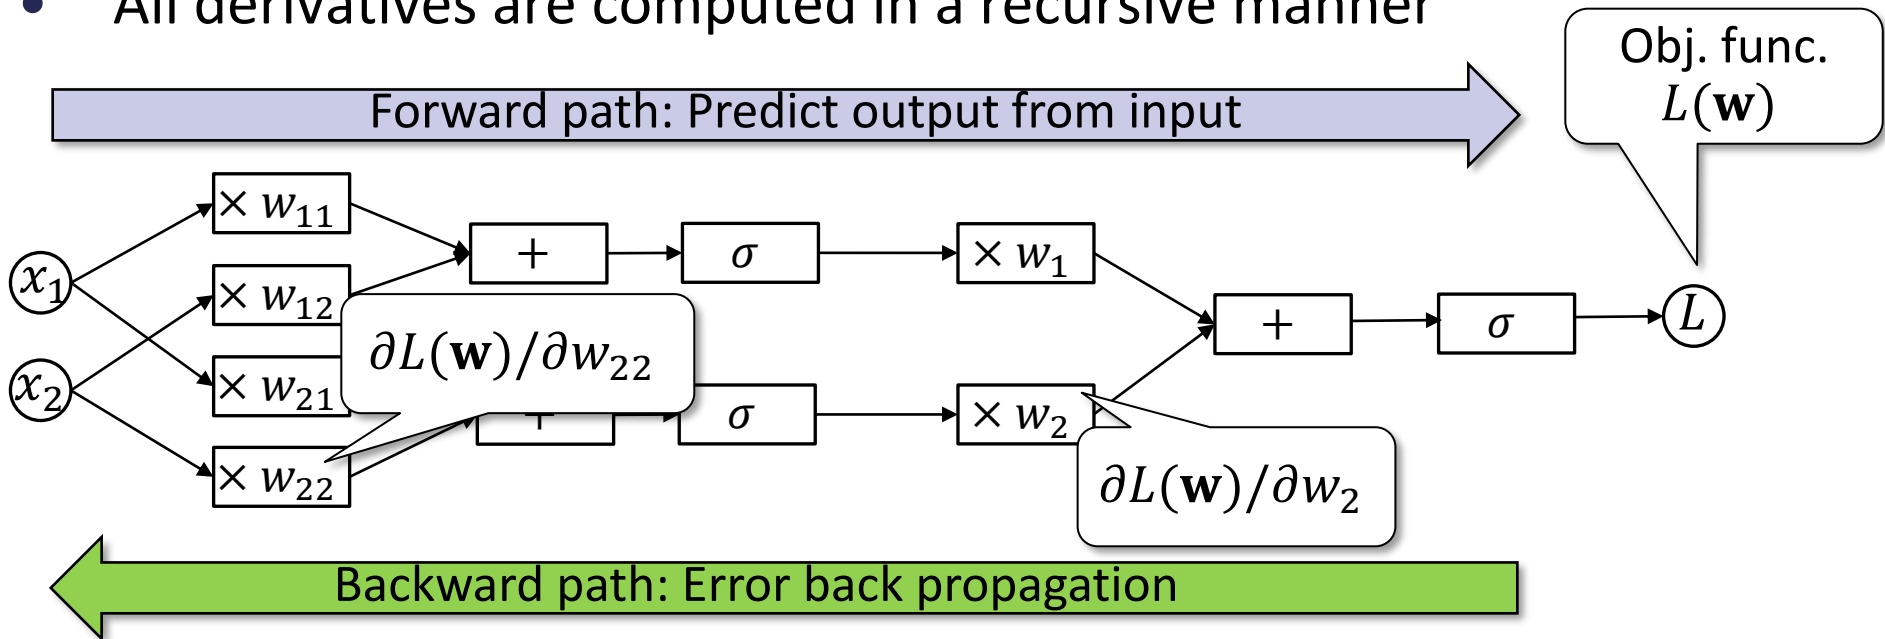 • All derivatives are computed in a recursive manner
Obj. func.
L(𝐰)
Forward path: Predict output from input
x₁
x₂
× w₁₁
× w₁₂
× w₂₁
× w₂₂
+
σ
× w₁
∂L(𝐰)/∂w₂₂
+
σ
× w₂
∂L(𝐰)/∂w₂
+
σ
L
Backward path: Error back propagation